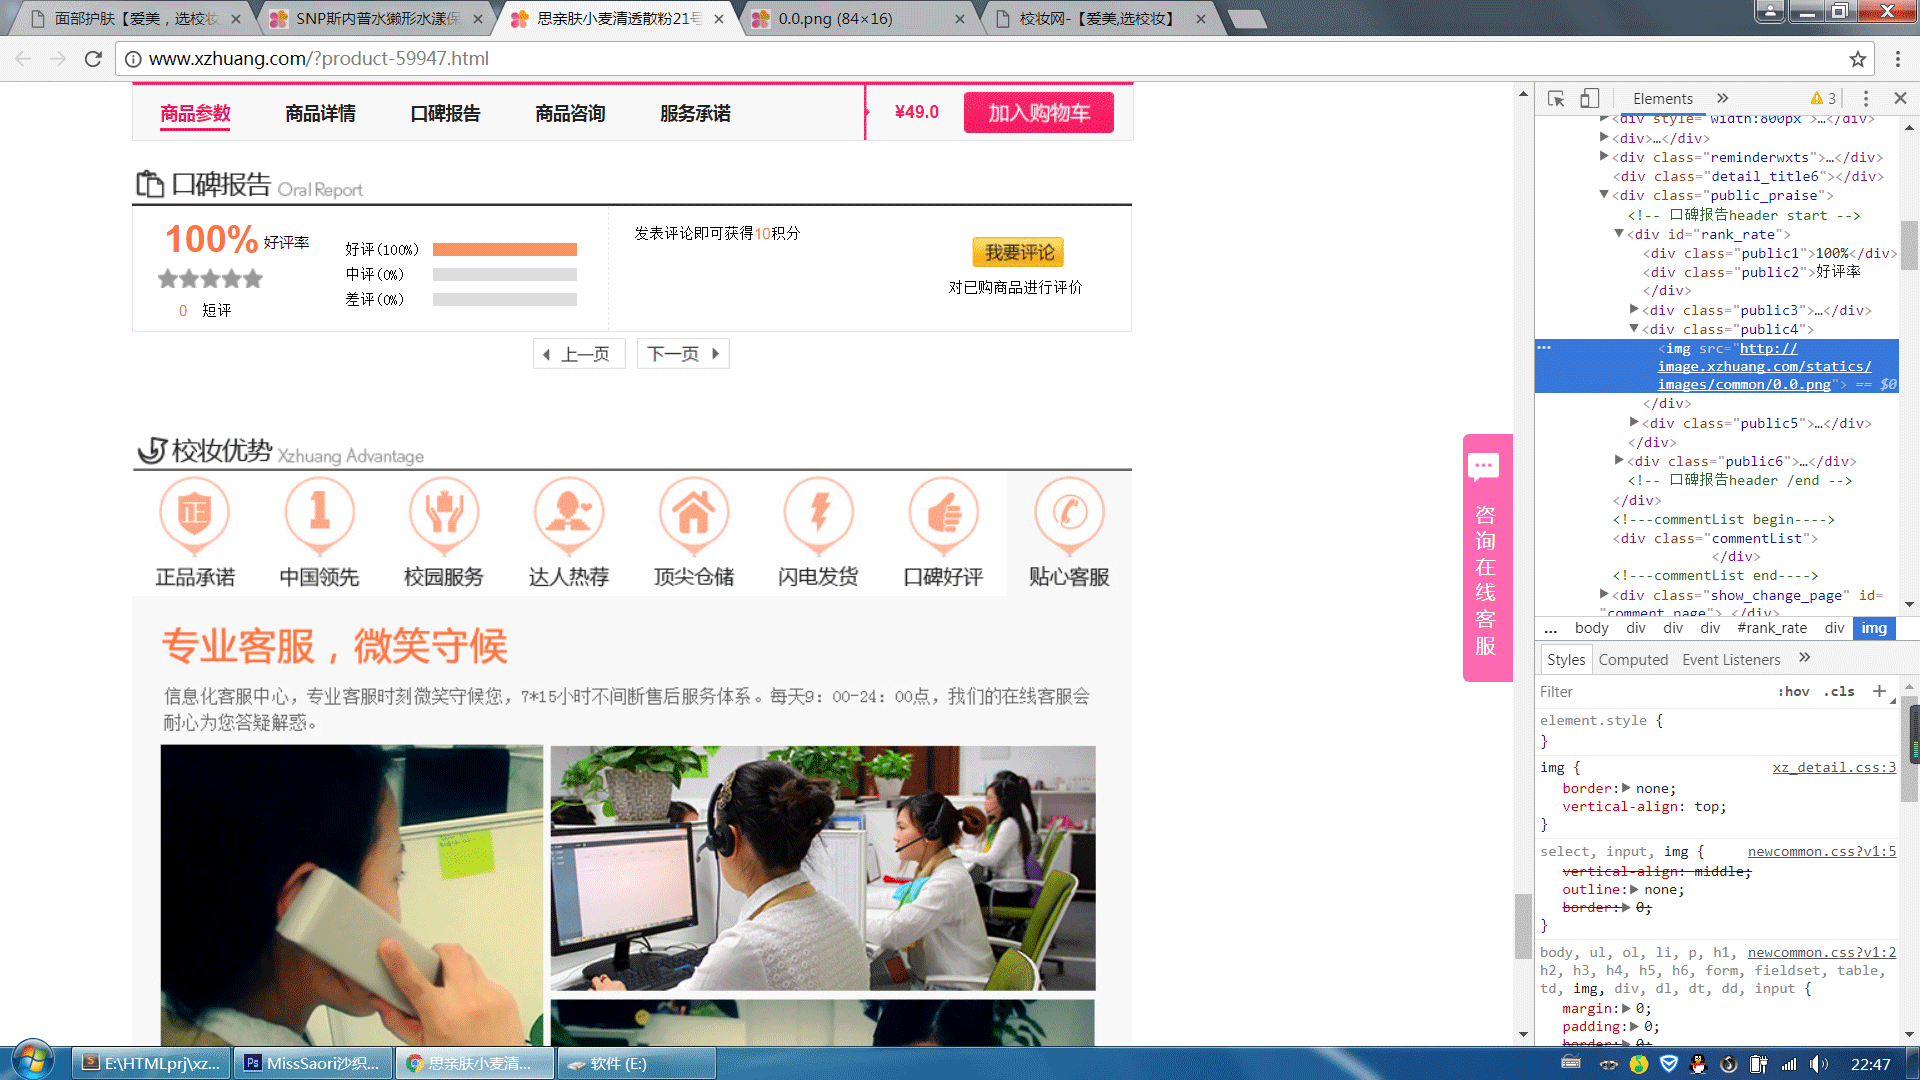 面部护肤【爱美，选校妆
SNP斯内普水獭形水漾保
思亲肤小麦清透散粉21号
0.0.png (84×16)
校妆网-【爱美,选校妆】
www.xzhuang.com/?product-59947.html
商品参数
商品详情
口碑报告
商品咨询
服务承诺
¥49.0
加入购物车
口碑报告 Oral Report
100% 好评率
0 短评
好评(100%)
中评(0%)
差评(0%)
发表评论即可获得10积分
我要评论
对已购商品进行评价
上一页
下一页
校妆优势 Xzhuang Advantage
正
1
正品承诺
中国领先
校园服务
达人热荐
顶尖仓储
闪电发货
口碑好评
贴心客服
专业客服，微笑守候
信息化客服中心，专业客服时刻微笑守候您，7*15小时不间断售后服务体系。每天9：00-24：00点，我们的在线客服会
耐心为您答疑解惑。
咨询在线客服
Elements
3
<div style="width:800px">…</div>
<div>…</div>
<div class="reminderwxts">…</div>
<div class="detail_title6"></div>
<div class="public_praise">
<!-- 口碑报告header start -->
<div id="rank_rate">
<div class="public1">100%</div>
<div class="public2">好评率
</div>
<div class="public3">…</div>
<div class="public4">
<img src="http://
image.xzhuang.com/statics/
images/common/0.0.png"> == $0
</div>
<div class="public5">…</div>
</div>
<div class="public6">…</div>
<!-- 口碑报告header /end -->
</div>
<!---commentList begin---->
<div class="commentList">
</div>
<!---commentList end---->
<div class="show_change_page" id=
"comment_page">…</div>
... body div div div #rank_rate div img
Styles Computed Event Listeners
Filter
:hov .cls +
element.style {
}
img {
xz_detail.css:3
border: none;
vertical-align: top;
}
select, input, img {
newcommon.css?v1:5
vertical-align: middle;
outline: none;
border: 0;
}
body, ul, ol, li, p, h1,
newcommon.css?v1:2
h2, h3, h4, h5, h6, form, fieldset, table,
td, img, div, dl, dt, dd, input {
margin: 0;
padding: 0;
border: 0;
E:\HTMLprj\xz...
MissSaori沙织...
思亲肤小麦清...
软件 (E:)
22:47